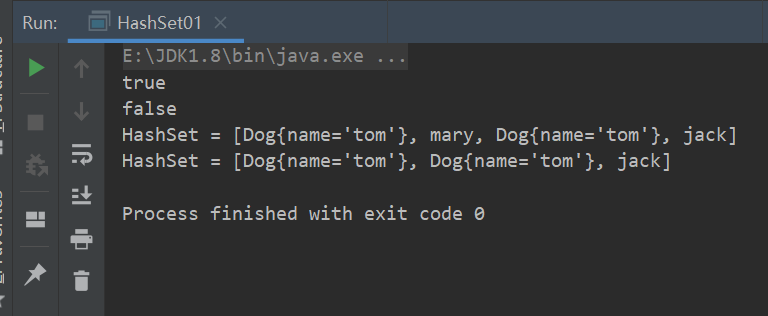 Run: HashSet01
E:\JDK1.8\bin\java.exe ...
true
false
HashSet = [Dog{name='tom'}, mary, Dog{name='tom'}, jack]
HashSet = [Dog{name='tom'}, Dog{name='tom'}, jack]
Process finished with exit code 0